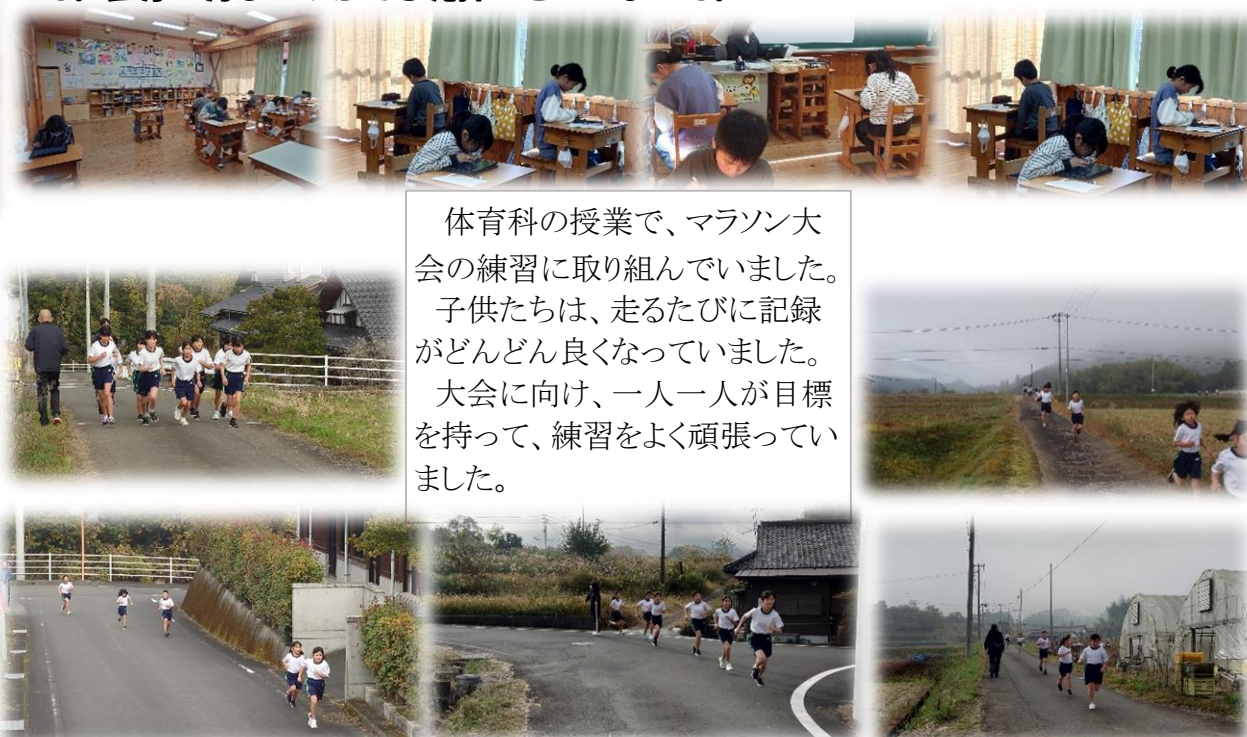 体育科の授業で、マラソン大
会の練習に取り組んでいました。
子供たちは、走るたびに記録
がどんどん良くなっていました。
大会に向け、一人一人が目標
を持って、練習をよく頑張ってい
ました。